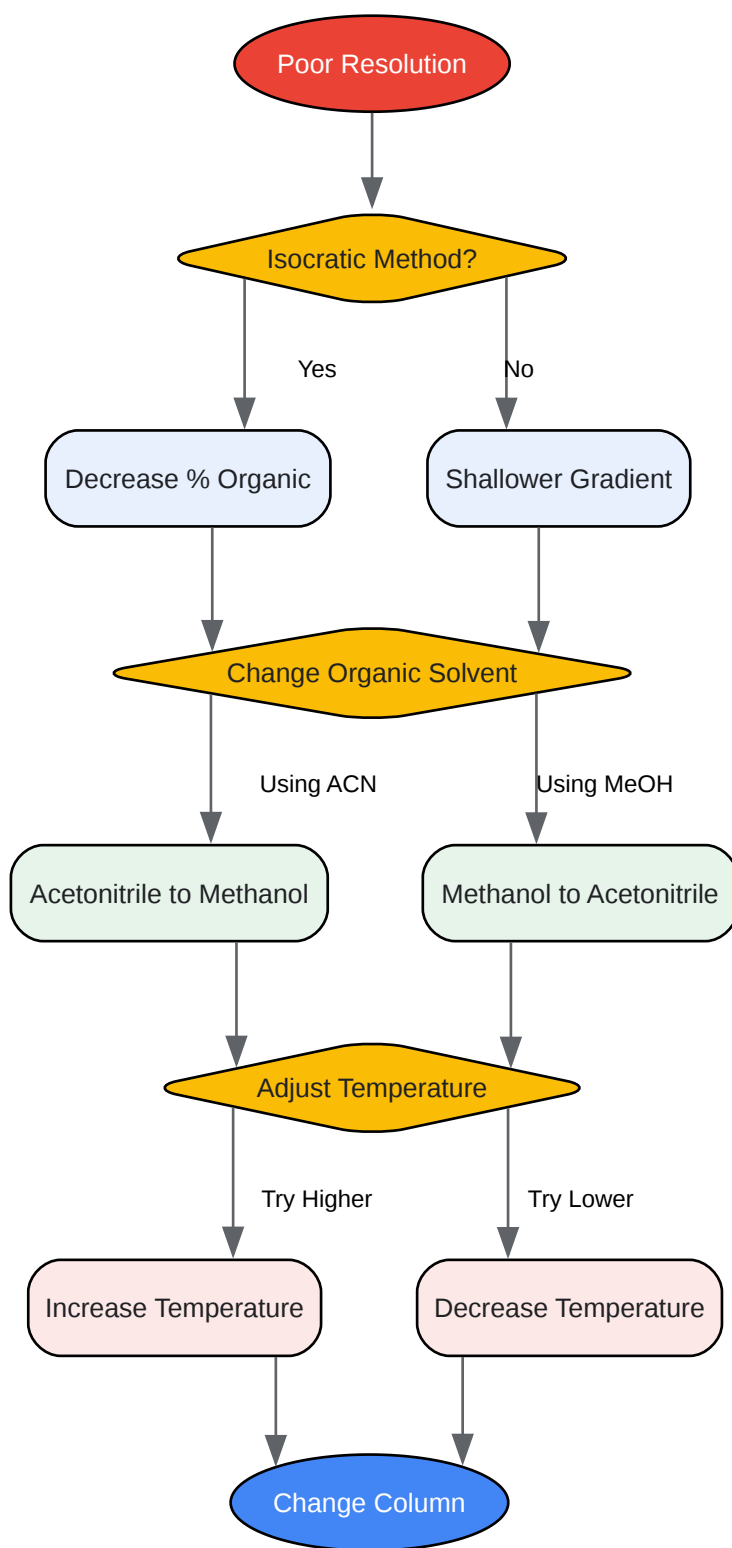 Poor Resolution
Isocratic Method?
Yes
No
Decrease % Organic
Shallower Gradient
Change Organic Solvent
Using ACN
Using MeOH
Acetonitrile to Methanol
Methanol to Acetonitrile
Adjust Temperature
Try Higher
Try Lower
Increase Temperature
Decrease Temperature
Change Column